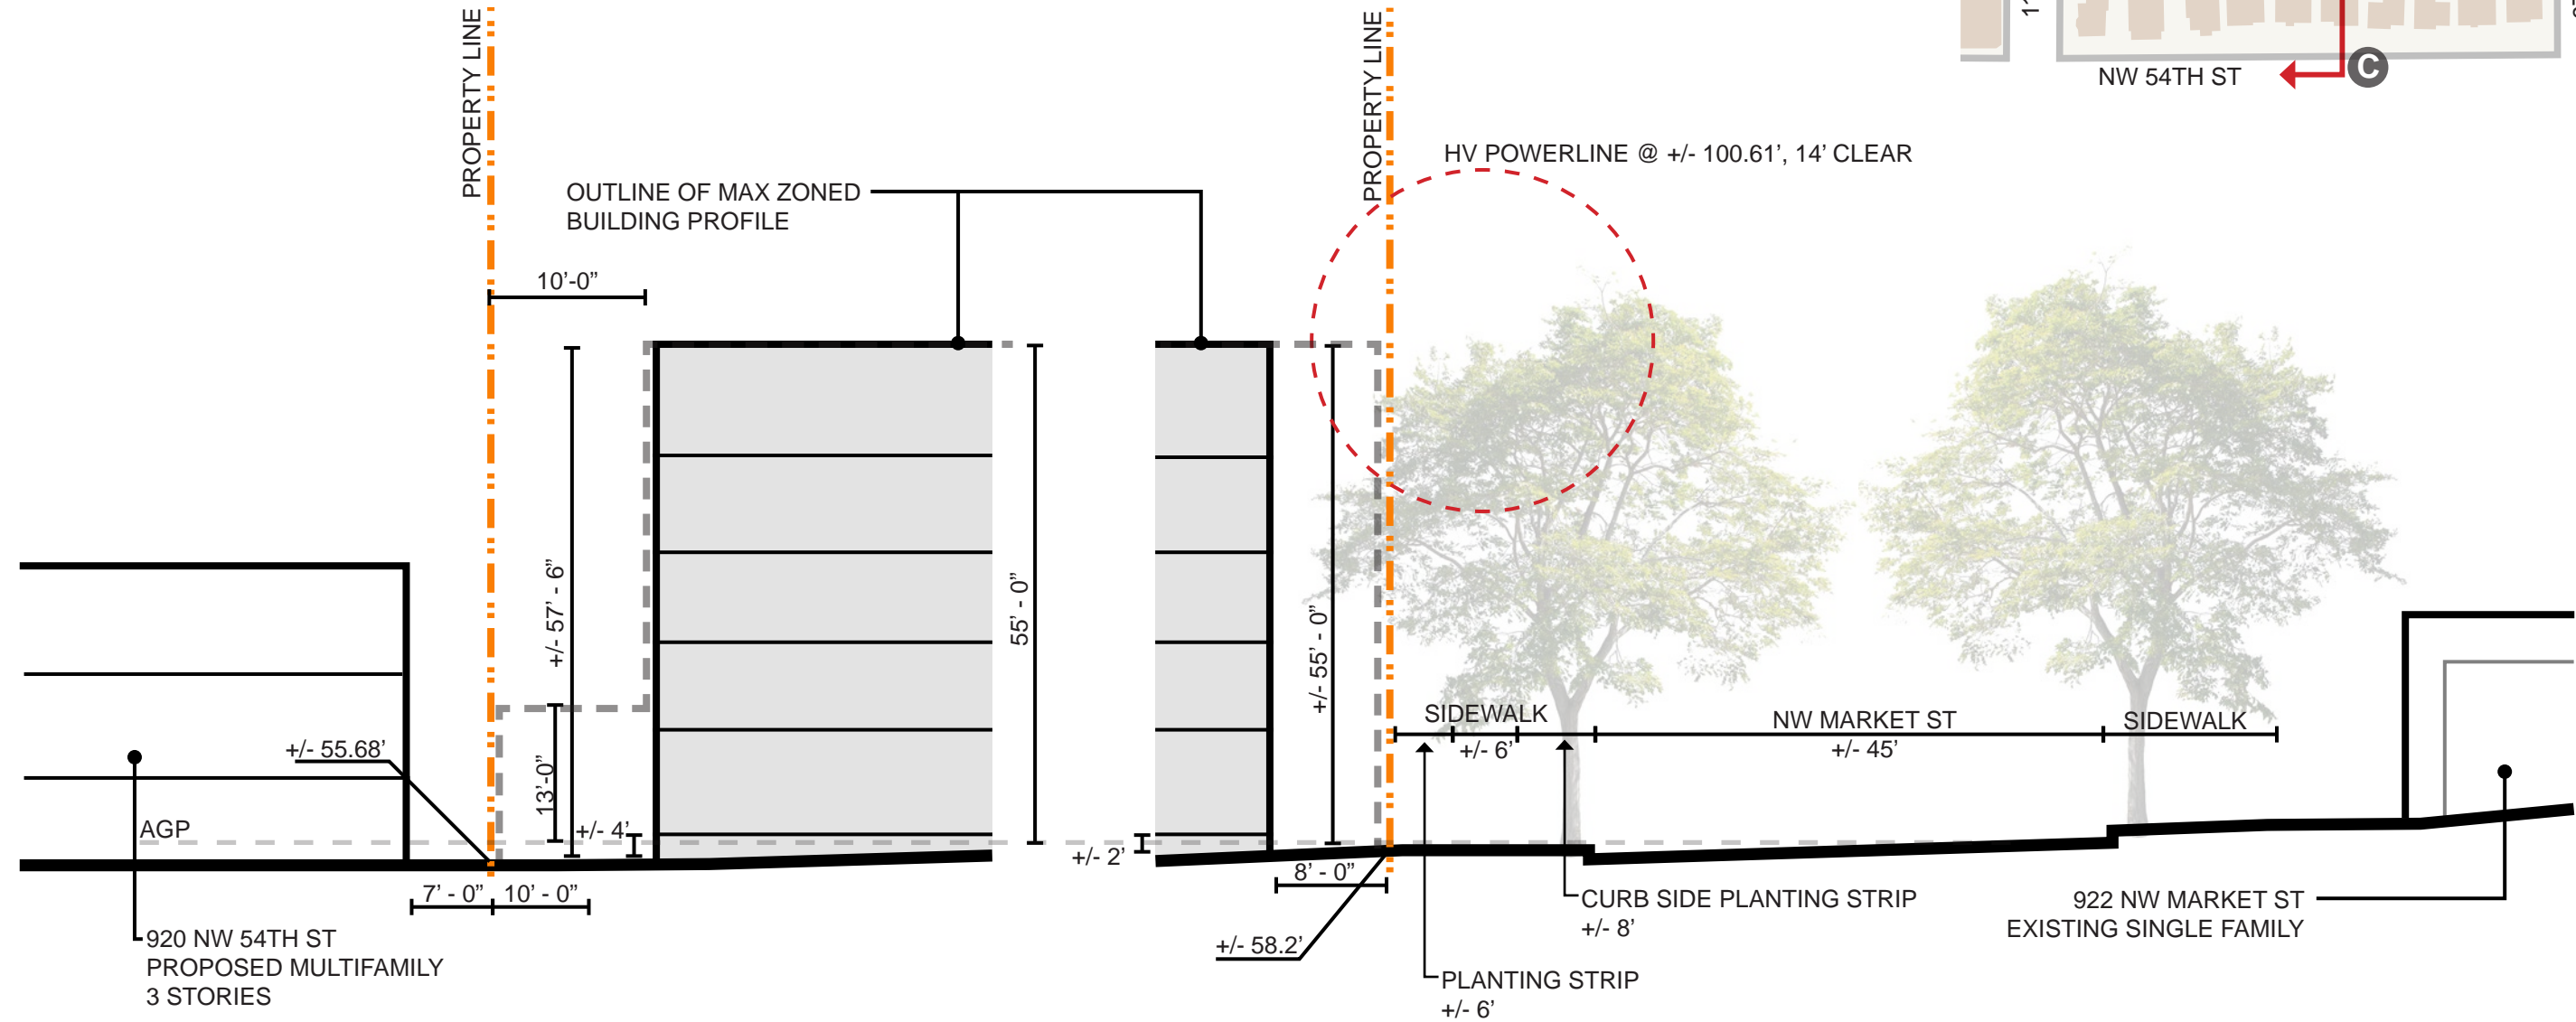 PROPERTY LINE
PROPERTY LINE
11
NW 54TH ST
C
HV POWERLINE @ +/- 100.61', 14' CLEAR
OUTLINE OF MAX ZONED
BUILDING PROFILE
10'-0"
+/- 57' - 6"
55' - 0"
+/- 55' - 0"
13'-0"
SIDEWALK
+/- 6'
NW MARKET ST
+/- 45'
SIDEWALK
+/- 55.68'
AGP
+/- 4'
+/- 2'
8' - 0"
7' - 0"
10' - 0"
+/- 58.2'
CURB SIDE PLANTING STRIP
+/- 8'
PLANTING STRIP
+/- 6'
922 NW MARKET ST
EXISTING SINGLE FAMILY
920 NW 54TH ST
PROPOSED MULTIFAMILY
3 STORIES